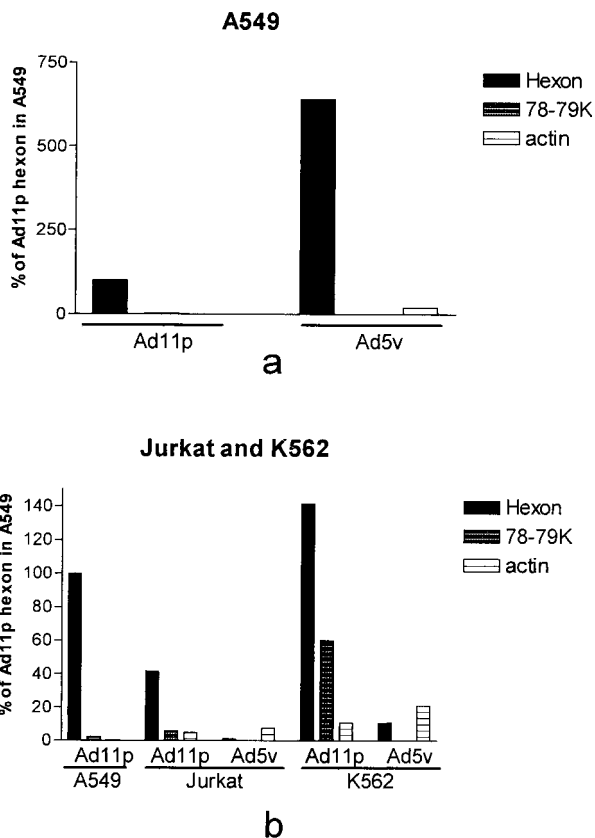 A549
% of Ad11p hexon in A549
750
500
250
0
Hexon
78-79K
actin
Ad11p
Ad5v
a
Jurkat and K562
% of Ad11p hexon in A549
140
120
100
80
60
40
20
0
Hexon
78-79K
actin
Ad11p Ad11p Ad5v Ad11p Ad5v
A549 Jurkat K562
b